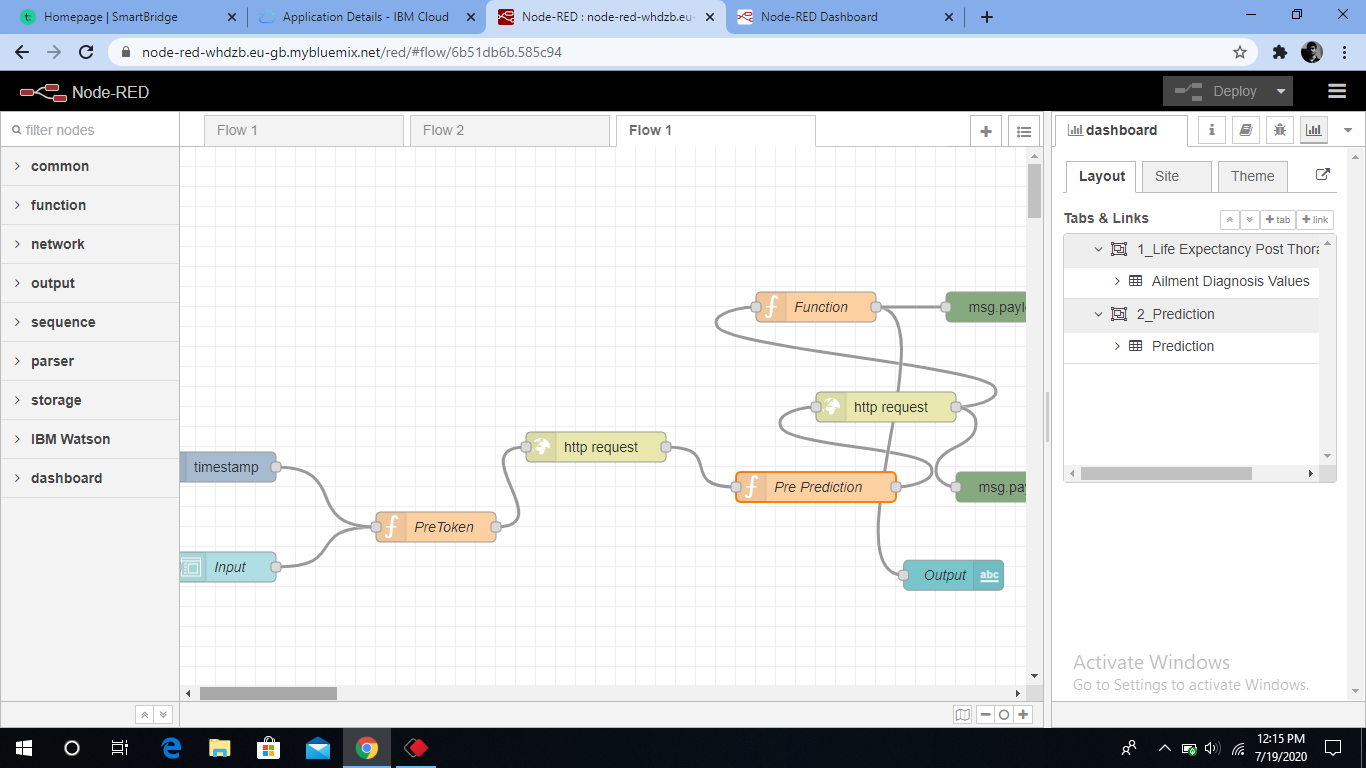 Homepage | SmartBridge
Application Details - IBM Cloud
Node-RED : node-red-whdzb.eu-
Node-RED Dashboard
node-red-whdzb.eu-gb.mybluemix.net/red/#flow/6b51db6b.585c94
Node-RED
Deploy
filter nodes
Flow 1
Flow 2
Flow 1
dashboard
common
function
network
output
sequence
parser
storage
IBM Watson
dashboard
Layout
Site
Theme
Tabs & Links
tab
link
1_Life Expectancy Post Thora
Ailment Diagnosis Values
2_Prediction
Prediction
Function
msg.paylo
http request
http request
timestamp
Pre Prediction
msg.pay
PreToken
Input
Output
abc
Activate Windows
Go to Settings to activate Windows.
12:15 PM
7/19/2020